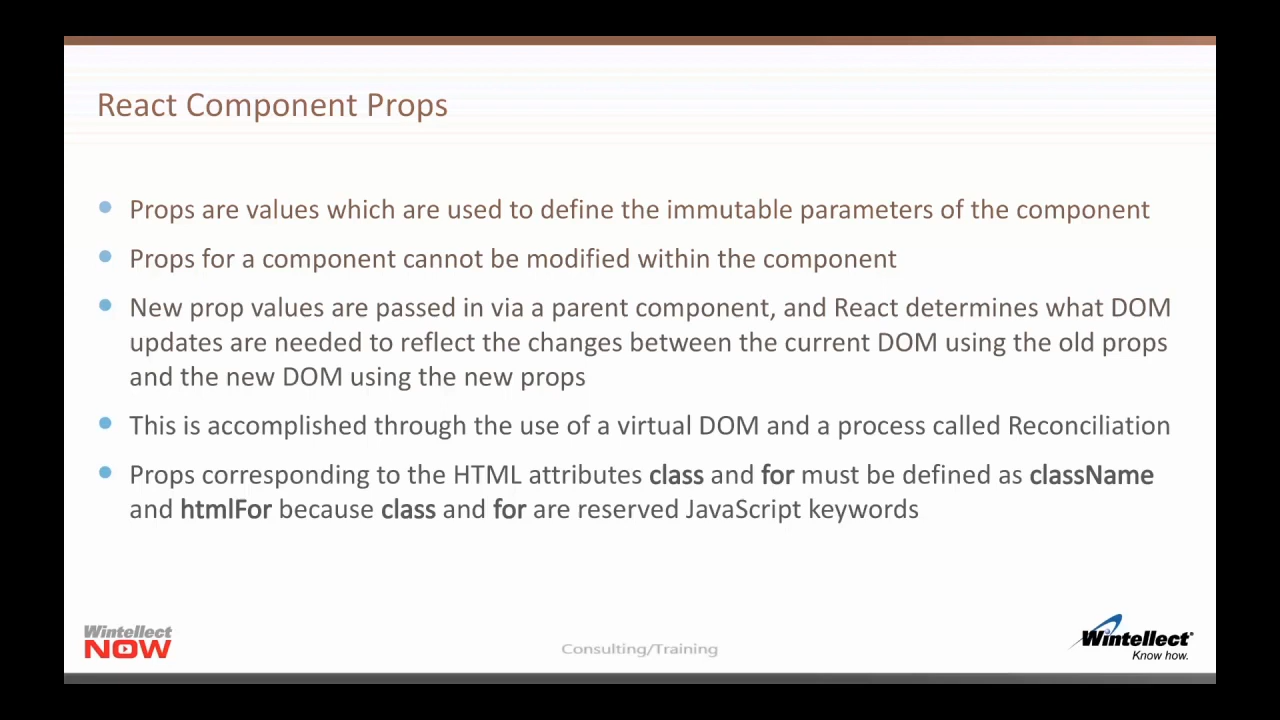 React Component Props
Props are values which are used to define the immutable parameters of the component
Props for a component cannot be modified within the component
New prop values are passed in via a parent component, and React determines what DOM
updates are needed to reflect the changes between the current DOM using the old props
and the new DOM using the new props
This is accomplished through the use of a virtual DOM and a process called Reconciliation
Props corresponding to the HTML attributes class and for must be defined as className
and htmlFor because class and for are reserved JavaScript keywords
Wintellect
NOW
Consulting/Training
Wintellect
Know how.